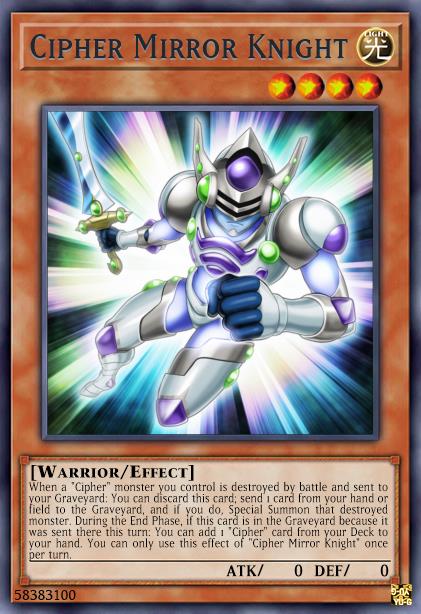 CIPHER MIRROR KNIGHT
LIGHT
光
[WARRIOR/EFFECT]
When a "Cipher" monster you control is destroyed by battle and sent to
your Graveyard: You can discard this card; send 1 card from your hand or
field to the Graveyard, and if you do, Special Summon that destroyed
monster. During the End Phase, if this card is in the Graveyard because it
was sent there this turn: You can add 1 "Cipher" card from your Deck to
your hand. You can only use this effect of "Cipher Mirror Knight" once
per turn.
ATK/ 0 DEF/ 0
58383100